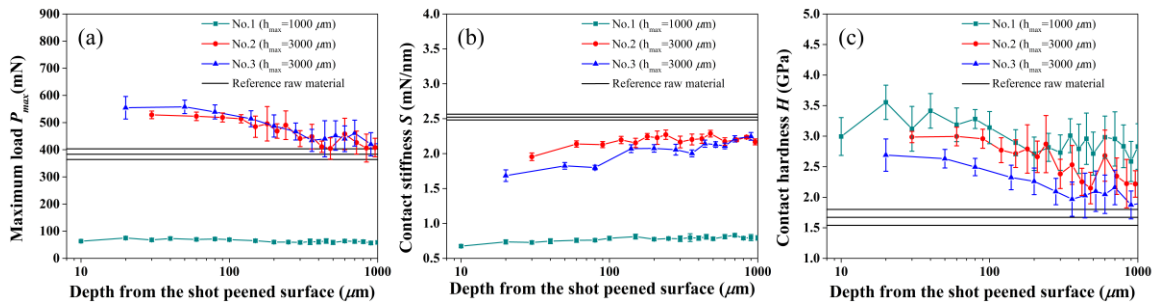 (a)
No.1 (hmax=1000 μm)
No.2 (hmax=3000 μm)
No.3 (hmax=3000 μm)
Reference raw material
Maximum load Pmax (mN)
900
800
700
600
500
400
300
200
100
0
10
100
1000
Depth from the shot peened surface (μm)
(b)
No.1 (hmax=1000 μm)
No.2 (hmax=3000 μm)
No.3 (hmax=3000 μm)
Reference raw material
Contact stiffness S (mN/nm)
4.0
3.5
3.0
2.5
2.0
1.5
1.0
0.5
10
100
1000
Depth from the shot peened surface (μm)
(c)
No.1 (hmax=1000 μm)
No.2 (hmax=3000 μm)
No.3 (hmax=3000 μm)
Reference raw material
Contact hardness H (GPa)
5.0
4.5
4.0
3.5
3.0
2.5
2.0
1.5
1.0
10
100
1000
Depth from the shot peened surface (μm)